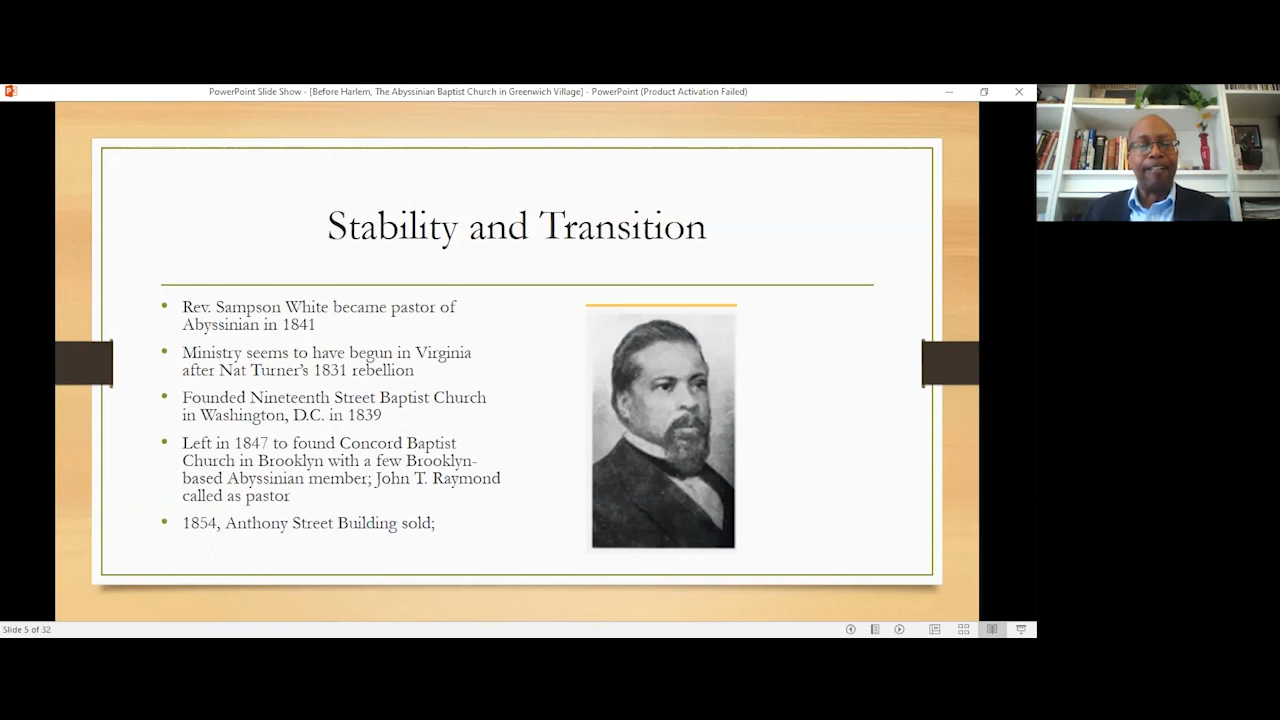 PowerPoint Slide Show - [Before Harlem, The Abyssinian Baptist Church in Greenwich Village] - PowerPoint (Product Activation Failed)
Stability and Transition
• Rev. Sampson White became pastor of
Abyssinian in 1841
• Ministry seems to have begun in Virginia
after Nat Turner's 1831 rebellion
• Founded Nineteenth Street Baptist Church
in Washington, D.C. in 1839
• Left in 1847 to found Concord Baptist
Church in Brooklyn with a few Brooklyn-
based Abyssinian member; John T. Raymond
called as pastor
• 1854, Anthony Street Building sold;
Slide 5 of 32